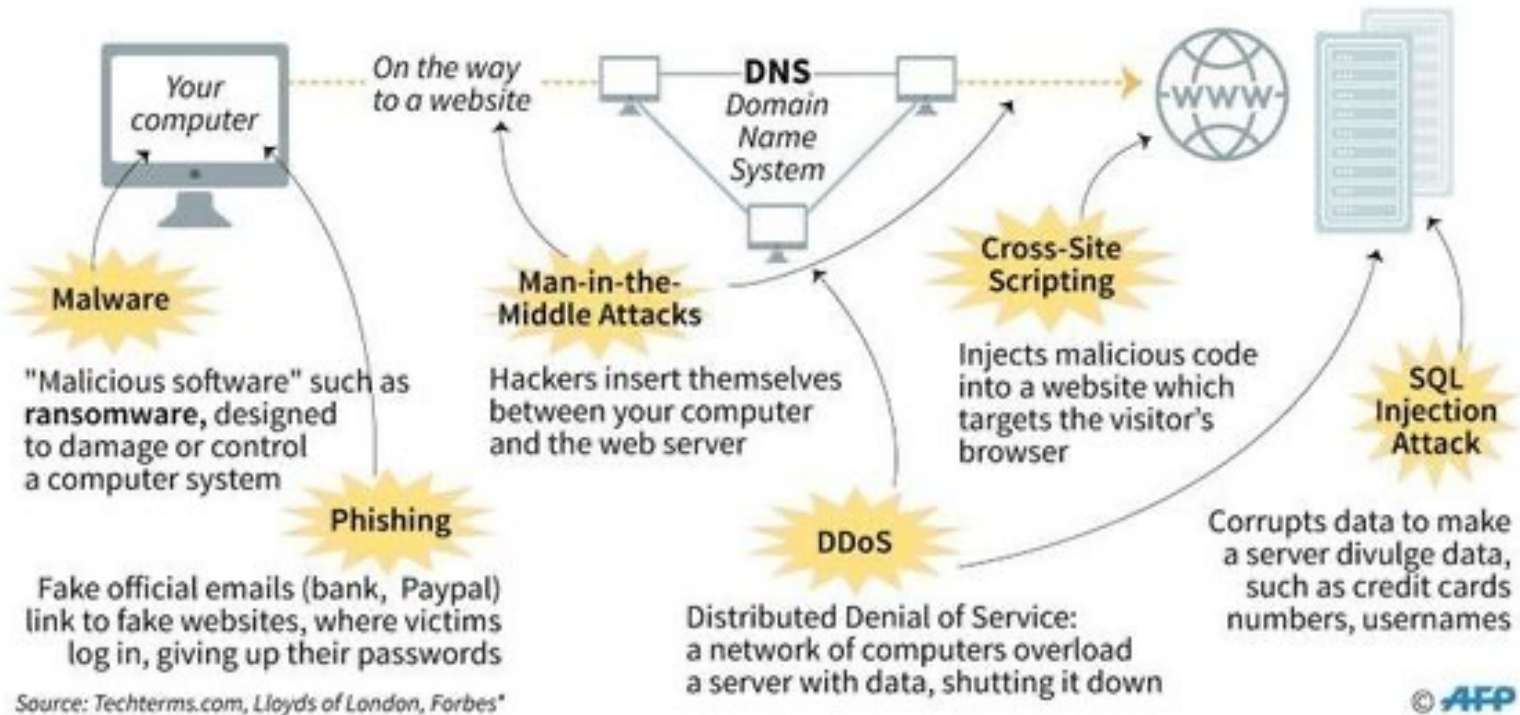 Your
computer
On the way
to a website
DNS
Domain
Name
System
WWW
Malware
"Malicious software" such as
ransomware, designed
to damage or control
a computer system
Phishing
Fake official emails (bank, Paypal)
link to fake websites, where victims
log in, giving up their passwords
Man-in-the-
Middle Attacks
Hackers insert themselves
between your computer
and the web server
DDoS
Distributed Denial of Service:
a network of computers overload
a server with data, shutting it down
Cross-Site
Scripting
Injects malicious code
into a website which
targets the visitor's
browser
SQL
Injection
Attack
Corrupts data to make
a server divulge data,
such as credit cards
numbers, usernames
Source: Techterms.com, Lloyds of London, Forbes*
© AFP